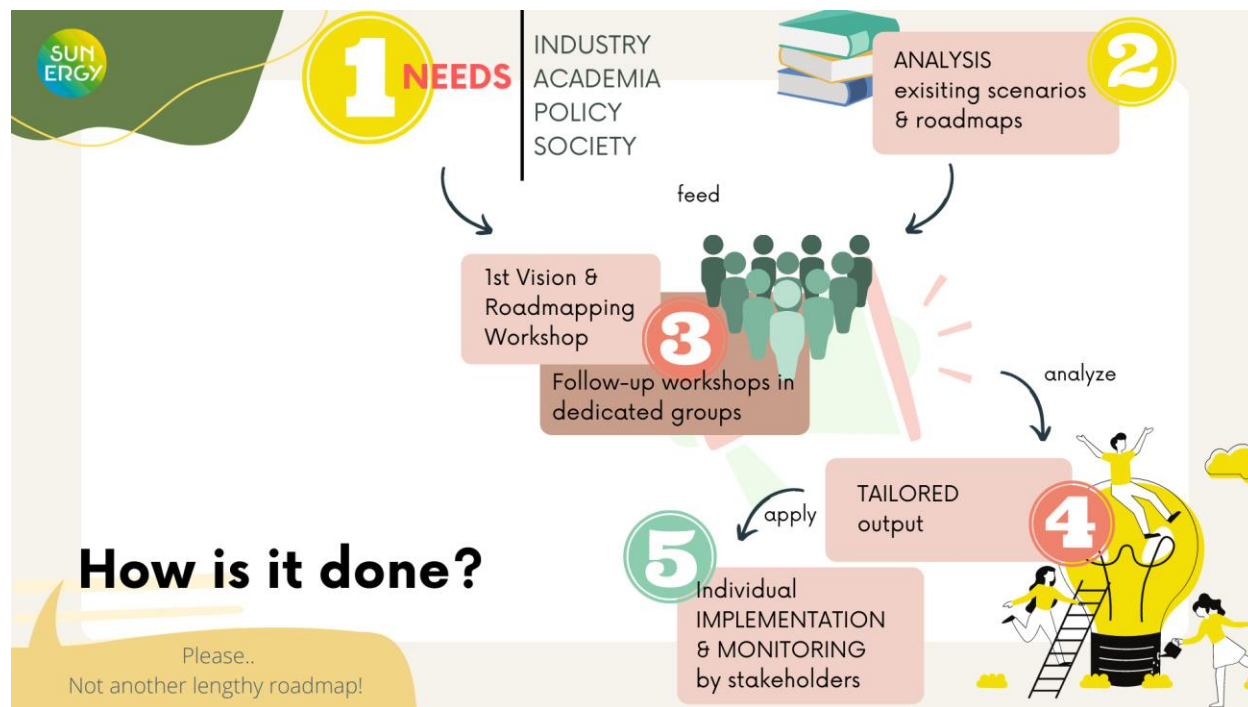 SUN
ERGY
1
NEEDS
INDUSTRY
ACADEMIA
POLICY
SOCIETY
2
ANALYSIS
exisiting scenarios
& roadmaps
feed
1st Vision &
Roadmapping
Workshop
3
Follow-up workshops in
dedicated groups
analyze
TAILORED
output
4
apply
5
Individual
IMPLEMENTATION
& MONITORING
by stakeholders
How is it done?
Please..
Not another lengthy roadmap!